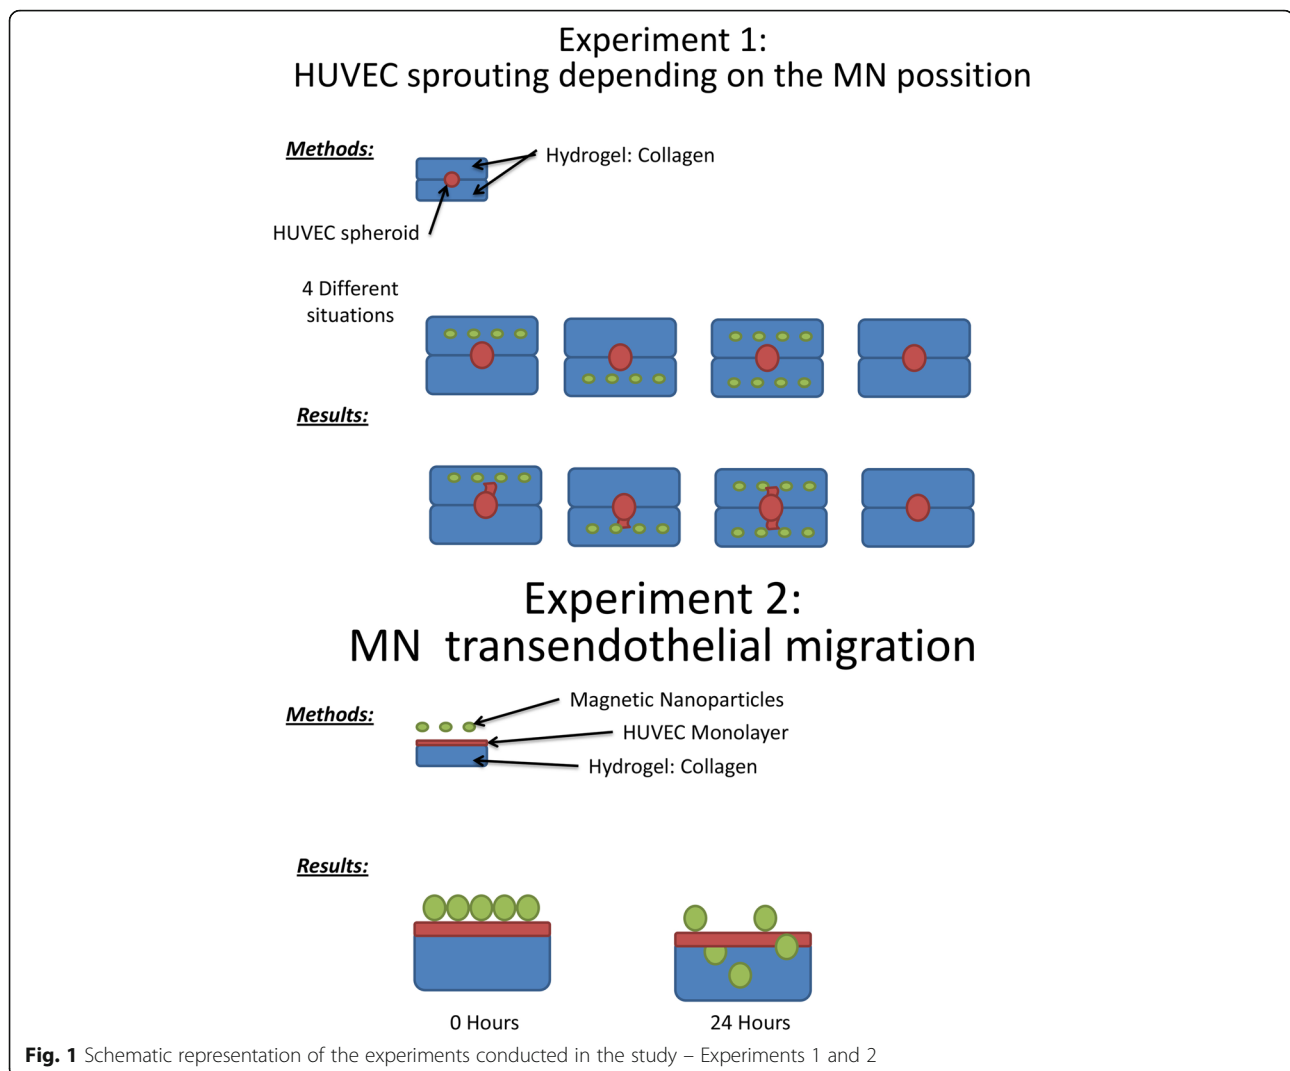 Experiment 1:
HUVEC sprouting depending on the MN possition
Methods:
Hydrogel: Collagen
HUVEC spheroid
4 Different
situations
Results:
Experiment 2:
MN transendothelial migration
Methods:
Magnetic Nanoparticles
HUVEC Monolayer
Hydrogel: Collagen
Results:
0 Hours
24 Hours
Fig. 1 Schematic representation of the experiments conducted in the study – Experiments 1 and 2